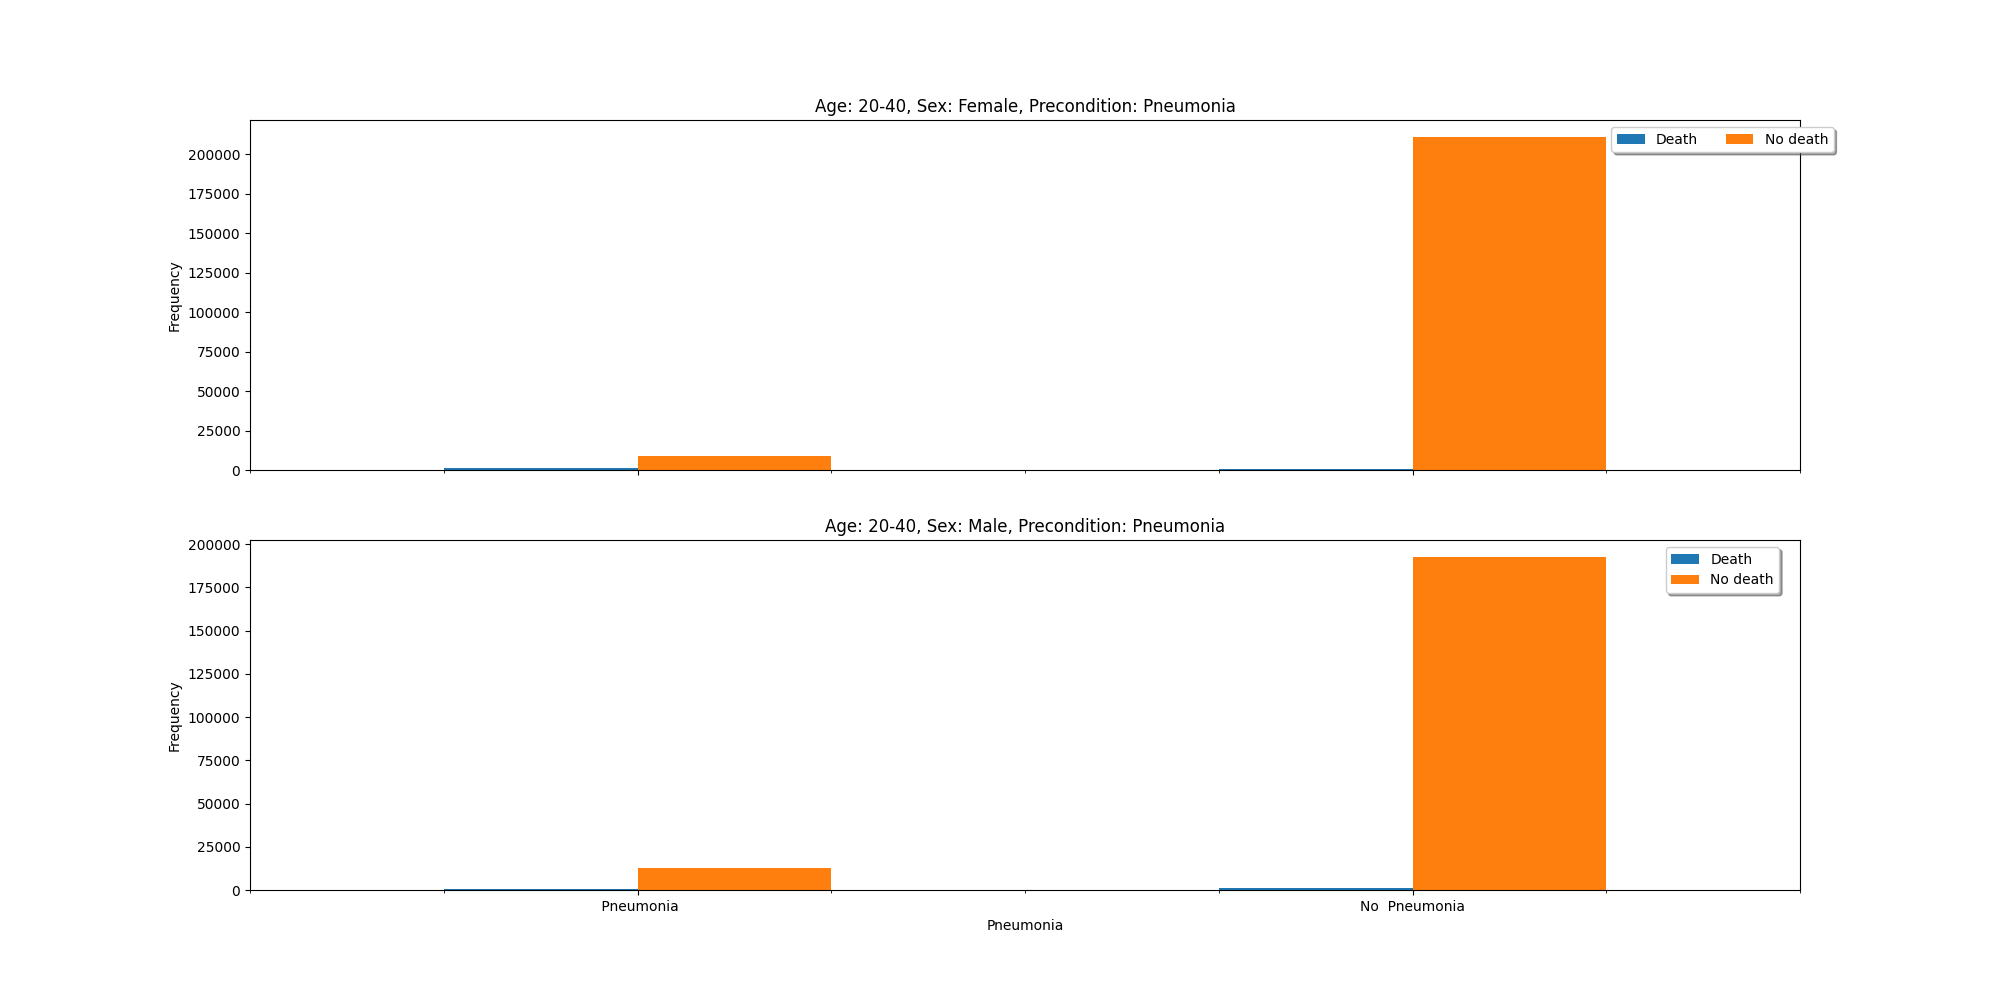 Age: 20-40, Sex: Female, Precondition: Pneumonia
Death No death
200000
175000
150000
125000
100000
75000
50000
25000
0
Frequency
Age: 20-40, Sex: Male, Precondition: Pneumonia
Death
No death
200000
175000
150000
125000
100000
75000
50000
25000
0
Frequency
Pneumonia No  Pneumonia
Pneumonia